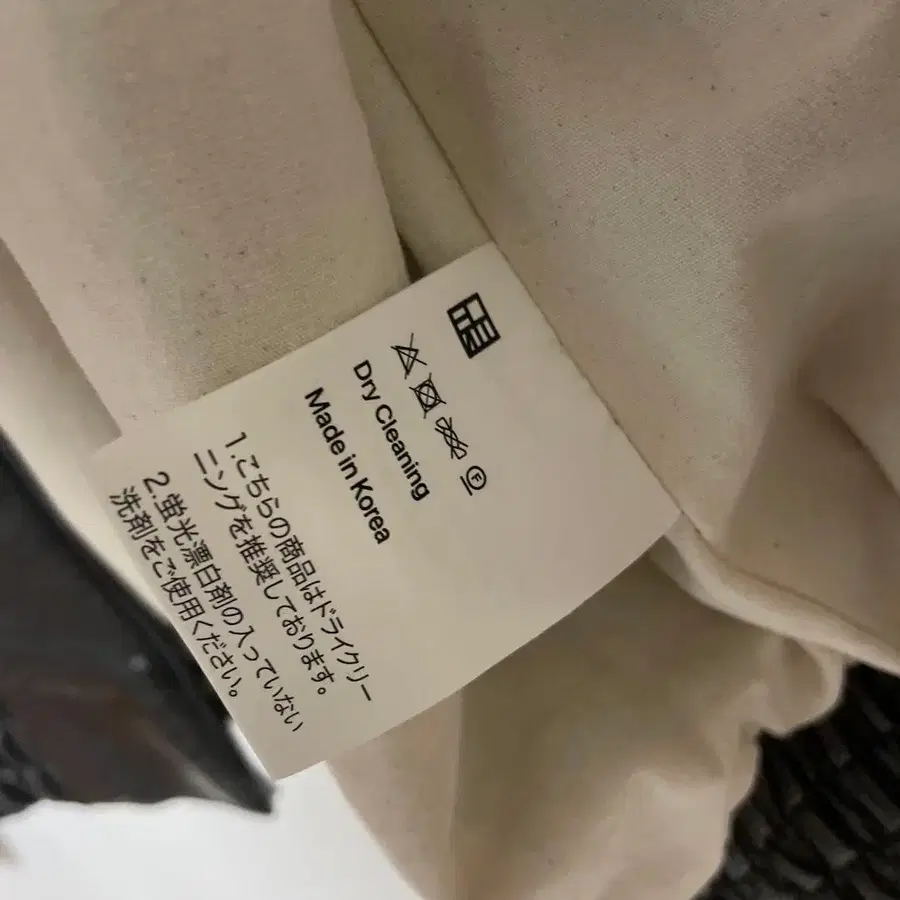 F
Dry Cleaning
Made in Korea
1.こちらの商品はドライクリー
ニングを推奨しております。
2.蛍光漂白剤の入っていない
洗剤をご使用ください。